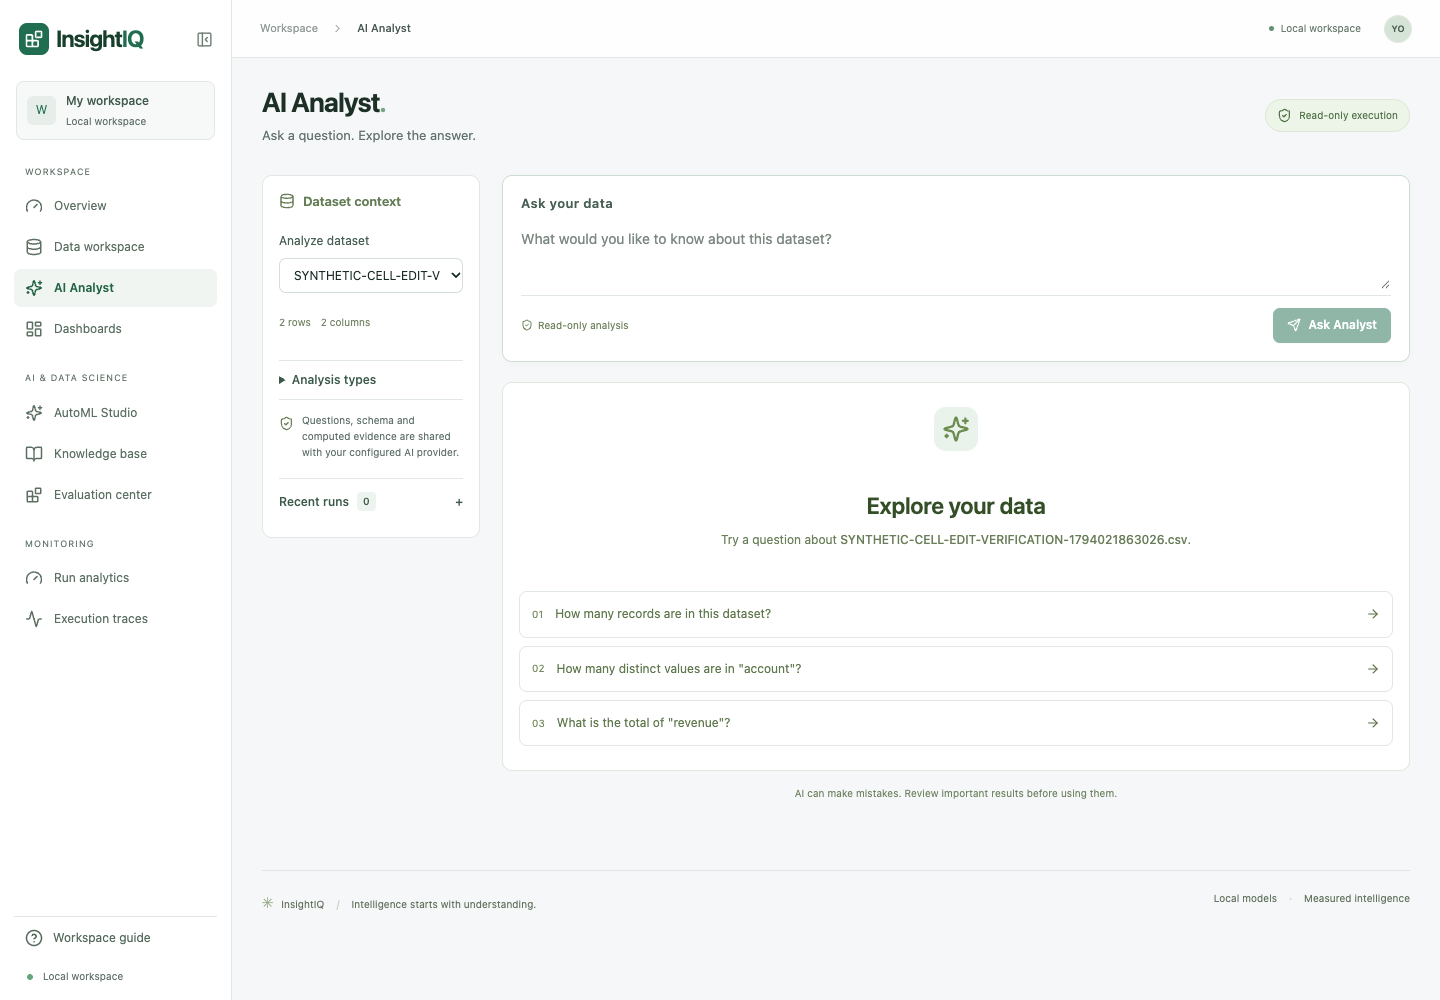 InsightIQ
W
My workspace
Local workspace
WORKSPACE
Overview
Data workspace
AI Analyst
Dashboards
AI & DATA SCIENCE
AutoML Studio
Knowledge base
Evaluation center
MONITORING
Run analytics
Execution traces
Workspace guide
Local workspace
Workspace > AI Analyst
Local workspace
YO
AI Analyst.
Ask a question. Explore the answer.
Read-only execution
Dataset context
Analyze dataset
SYNTHETIC-CELL-EDIT-V
2 rows 2 columns
Analysis types
Questions, schema and
computed evidence are shared
with your configured AI provider.
Recent runs 0 +
Ask your data
What would you like to know about this dataset?
Read-only analysis
Ask Analyst
Explore your data
Try a question about SYNTHETIC-CELL-EDIT-VERIFICATION-1794021863026.csv.
01 How many records are in this dataset?
02 How many distinct values are in "account"?
03 What is the total of "revenue"?
AI can make mistakes. Review important results before using them.
InsightIQ / Intelligence starts with understanding.
Local models · Measured intelligence